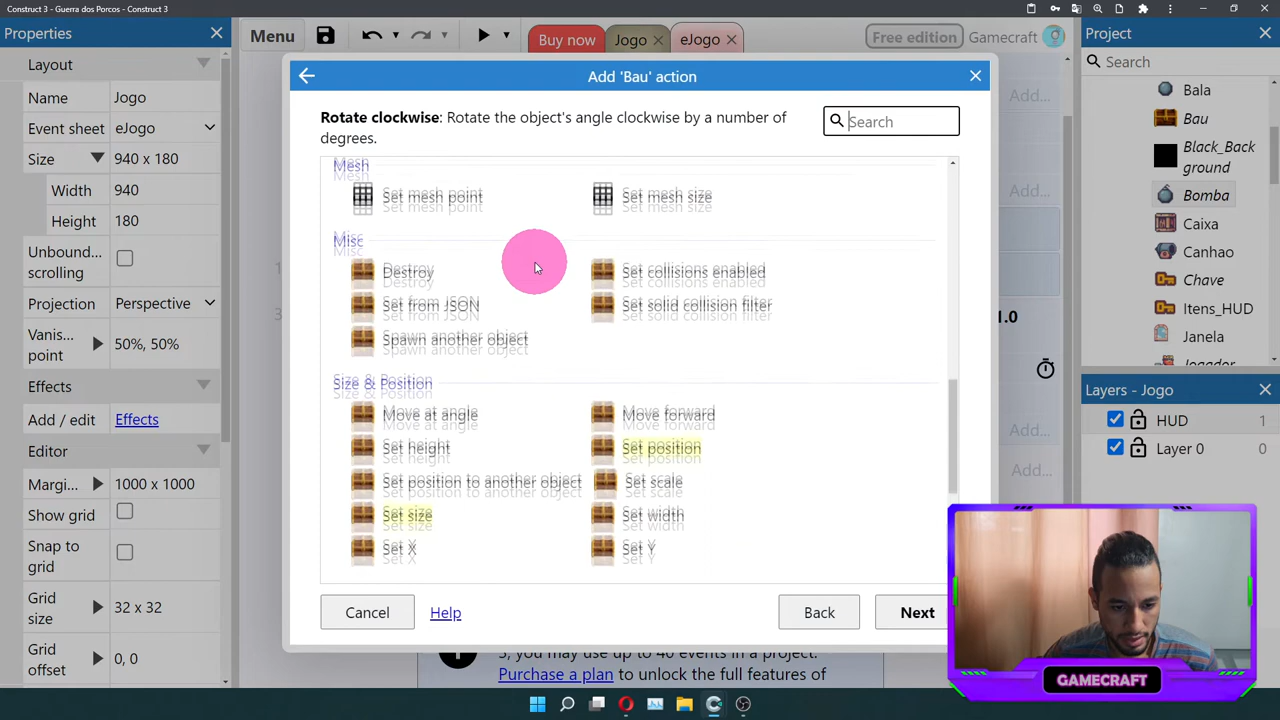 Construct 3 - Guerra dos Porcos - Construct 3
Properties
Layout
Name
Jogo
Event sheet
eJogo
Size
940 x 180
Width
940
Height
180
Unbound...
scrolling
Projection
Perspective
Vanis...
point
50%, 50%
Effects
Add / edit
Effects
Editor
Margi...
1000 x 1000
Show grid
Snap to
grid
Grid
size
32 x 32
Grid
offset
0, 0
Menu
Buy now
Jogo
eJogo
Free edition
Gamecraft
Add 'Bau' action
Rotate clockwise: Rotate the object's angle clockwise by a number of
degrees.
Search
Mesh
Set mesh point
Set mesh size
Misc
Destroy
Set collisions enabled
Set from JSON
Set solid collision filter
Spawn another object
Size & Position
Move at angle
Move forward
Set height
Set position
Set position to another object
Set scale
Set size
Set width
Set X
Set Y
Cancel
Help
Back
Next
Add...
Add...
1.0
Add...
Add...
3, you may use up to 40 events in a project.
Purchase a plan to unlock the full features of
Project
Search
Bala
Bau
Black_Back
ground
Bomba
Caixa
Canhao
Chave
Itens_HUD
Janela
Jogador
Layers - Jogo
HUD
1
Layer 0
0
GAMECRAFT